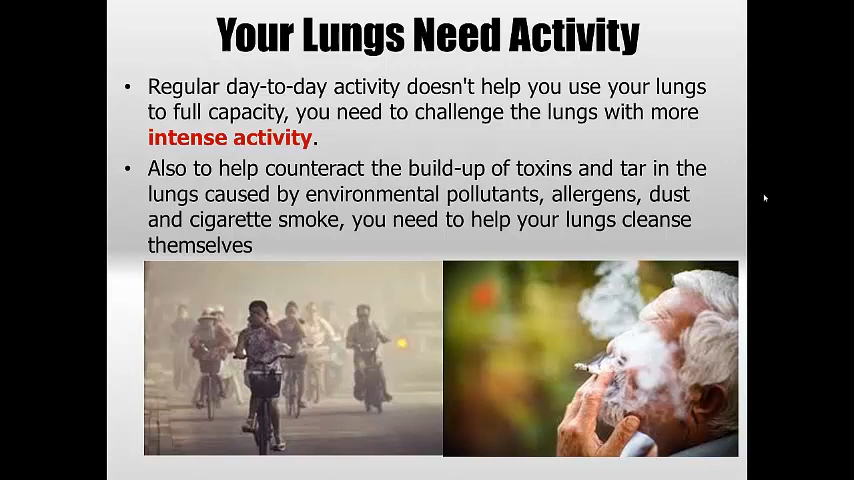 Your Lungs Need Activity
• Regular day-to-day activity doesn't help you use your lungs
to full capacity, you need to challenge the lungs with more
intense activity.
• Also to help counteract the build-up of toxins and tar in the
lungs caused by environmental pollutants, allergens, dust
and cigarette smoke, you need to help your lungs cleanse
themselves